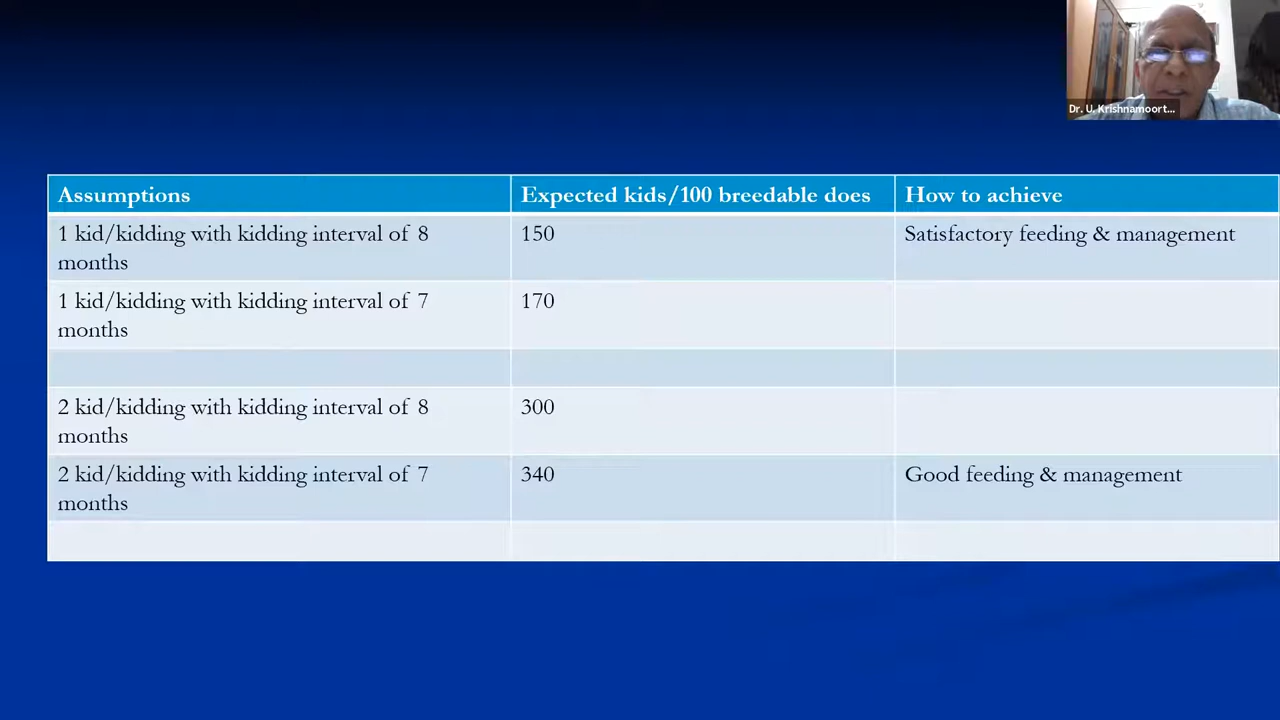 Dr. U. Krishnamoort...
Assumptions Expected kids/100 breedable does How to achieve
1 kid/kidding with kidding interval of 8 150 Satisfactory feeding & management
months
1 kid/kidding with kidding interval of 7 170
months
2 kid/kidding with kidding interval of 8 300
months
2 kid/kidding with kidding interval of 7 340 Good feeding & management
months